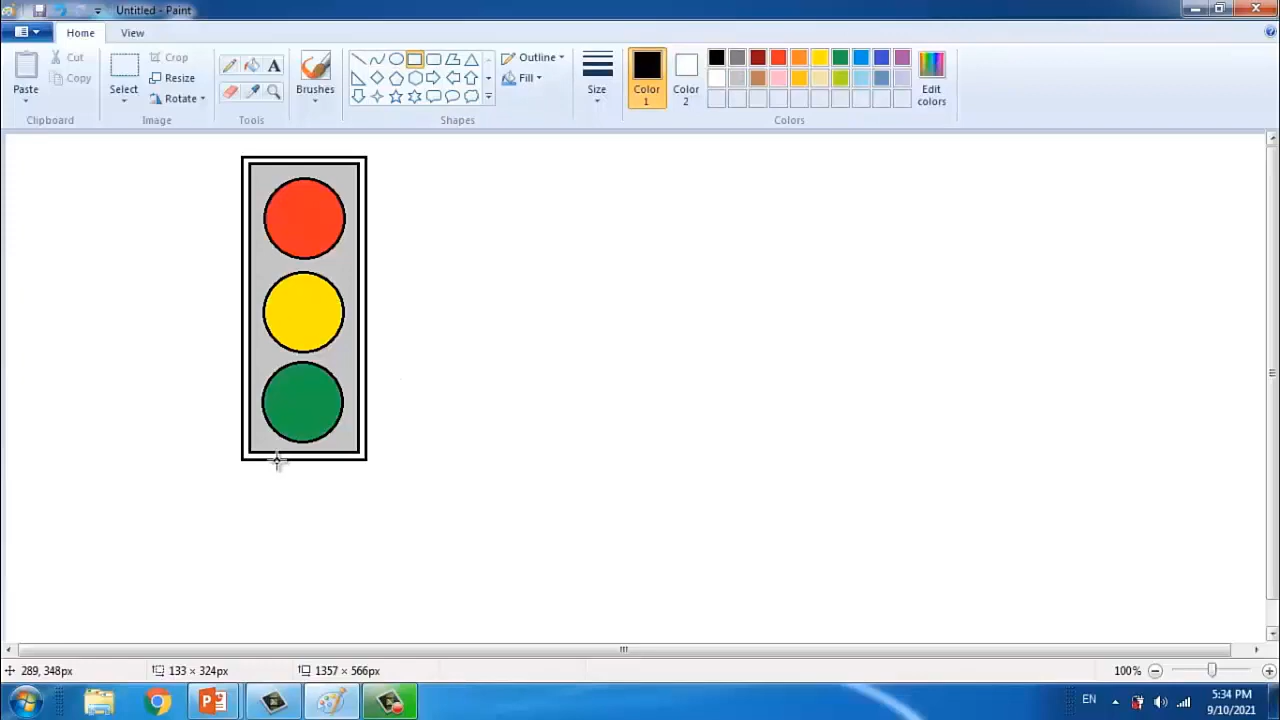 Untitled - Paint
Home View
Paste
Cut
Copy
Clipboard
Select
Crop
Resize
Rotate
Image
A
Tools
Brushes
Outline
Fill
Shapes
Size
Color 1
Color 2
Edit colors
Colors
289, 348px 133 × 324px 1357 × 566px 100%
EN 5:34 PM
9/10/2021